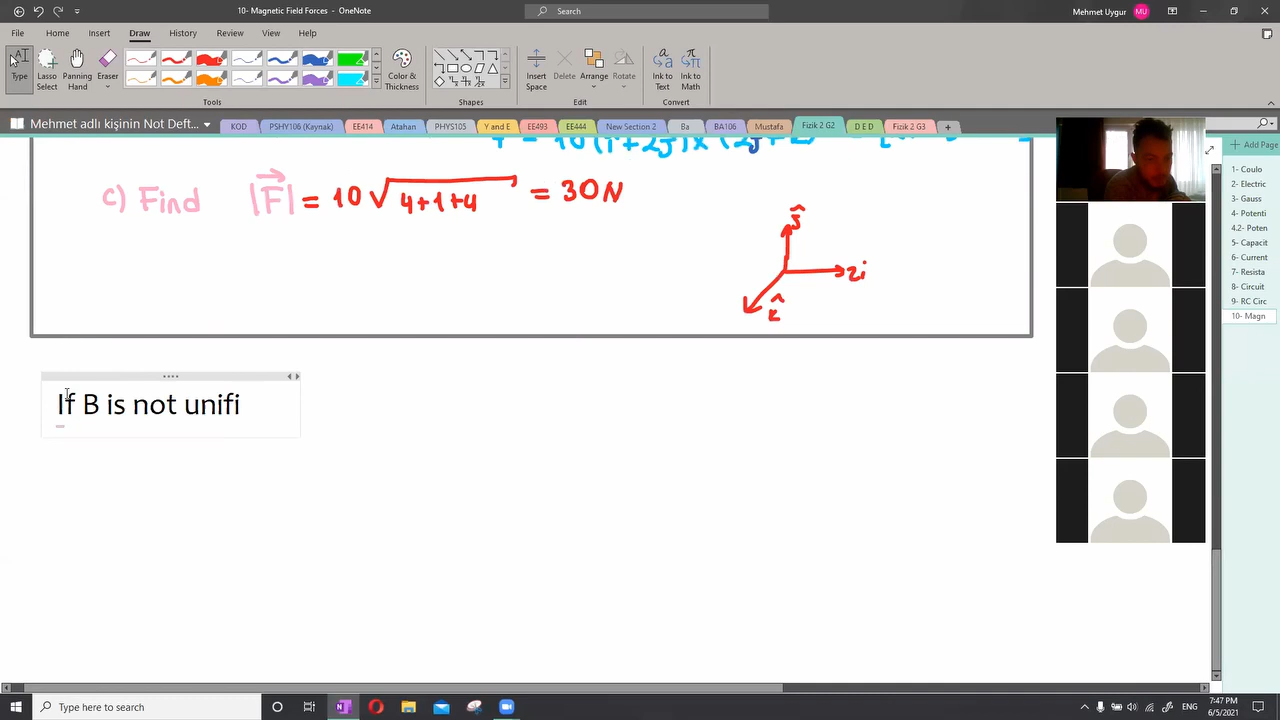 10- Magnetic Field Forces - OneNote
Search
Mehmet Uygur
MU
File
Home
Insert
Draw
History
Review
View
Help
Type
Lasso Select
Panning Hand
Eraser
Color & Thickness
Insert Space
Delete
Arrange
Rotate
Ink to Text
Ink to Math
Tools
Shapes
Edit
Convert
Mehmet adlı kişinin Not Deft...
KOD
PSHY106 (Kaynak)
EE414
Atahan
PHYS105
Y and E
EE493
EE444
New Section 2
Ba
BA106
Mustafa
Fizik 2 G2
D E D
Fizik 2 G3
Add Page
1- Coulo
2- Electric
3- Gauss
4- Potenti
4.2- Poten
5- Capacit
6- Current
7- Resista
8- Circuit
9- RC Circ
10- Magn
c) Find |F⃗| = 10√4+1+4 = 30N
ĵ
2i
k̂
If B is not unifi
Type here to search
ENG
7:47 PM
6/5/2021